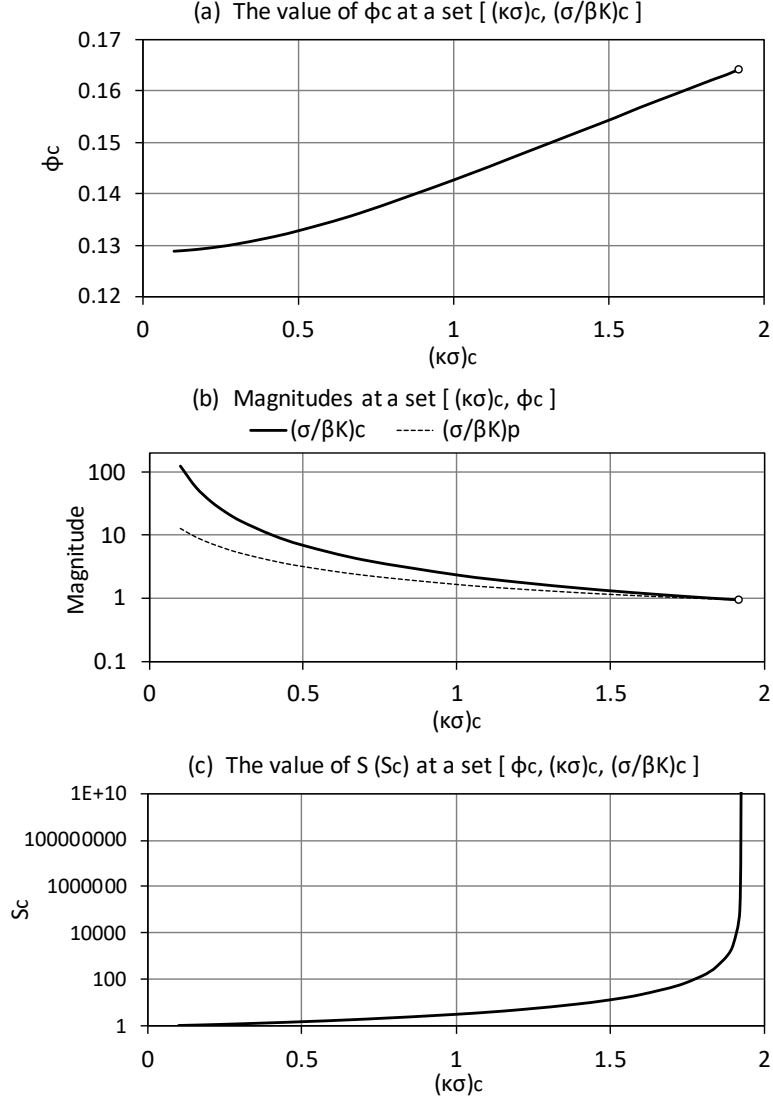 (a) The value of ϕc at a set [ (κσ)c, (σ/βK)c ]
0.17
0.16
0.15
0.14
0.13
0.12
ϕc
0 0.5 1 1.5 2
(κσ)c
(b) Magnitudes at a set [ (κσ)c, ϕc ]
(σ/βK)c (σ/βK)p
100
10
1
0.1
Magnitude
0 0.5 1 1.5 2
(κσ)c
(c) The value of S (Sc) at a set [ ϕc, (κσ)c, (σ/βK)c ]
1E+10
100000000
1000000
10000
100
1
Sc
0 0.5 1 1.5 2
(κσ)c